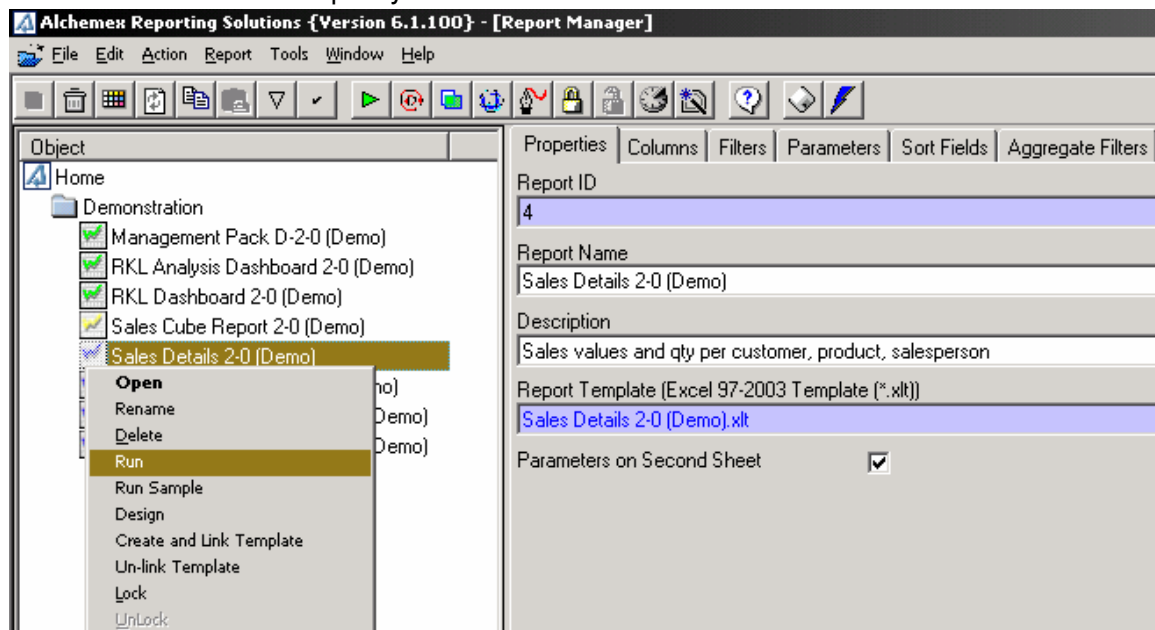 Alchemex Reporting Solutions {Version 6.1.100} - [Report Manager]
File Edit Action Report Tools Window Help
Object
Home
Demonstration
Management Pack D-2-0 (Demo)
RKL Analysis Dashboard 2-0 (Demo)
RKL Dashboard 2-0 (Demo)
Sales Cube Report 2-0 (Demo)
Sales Details 2-0 (Demo)
mo)
Demo)
Demo)
Open
Rename
Delete
Run
Run Sample
Design
Create and Link Template
Un-link Template
Lock
UnLock
Properties Columns Filters Parameters Sort Fields Aggregate Filters
Report ID
4
Report Name
Sales Details 2-0 (Demo)
Description
Sales values and qty per customer, product, salesperson
Report Template (Excel 97-2003 Template (*.xlt))
Sales Details 2-0 (Demo).xlt
Parameters on Second Sheet